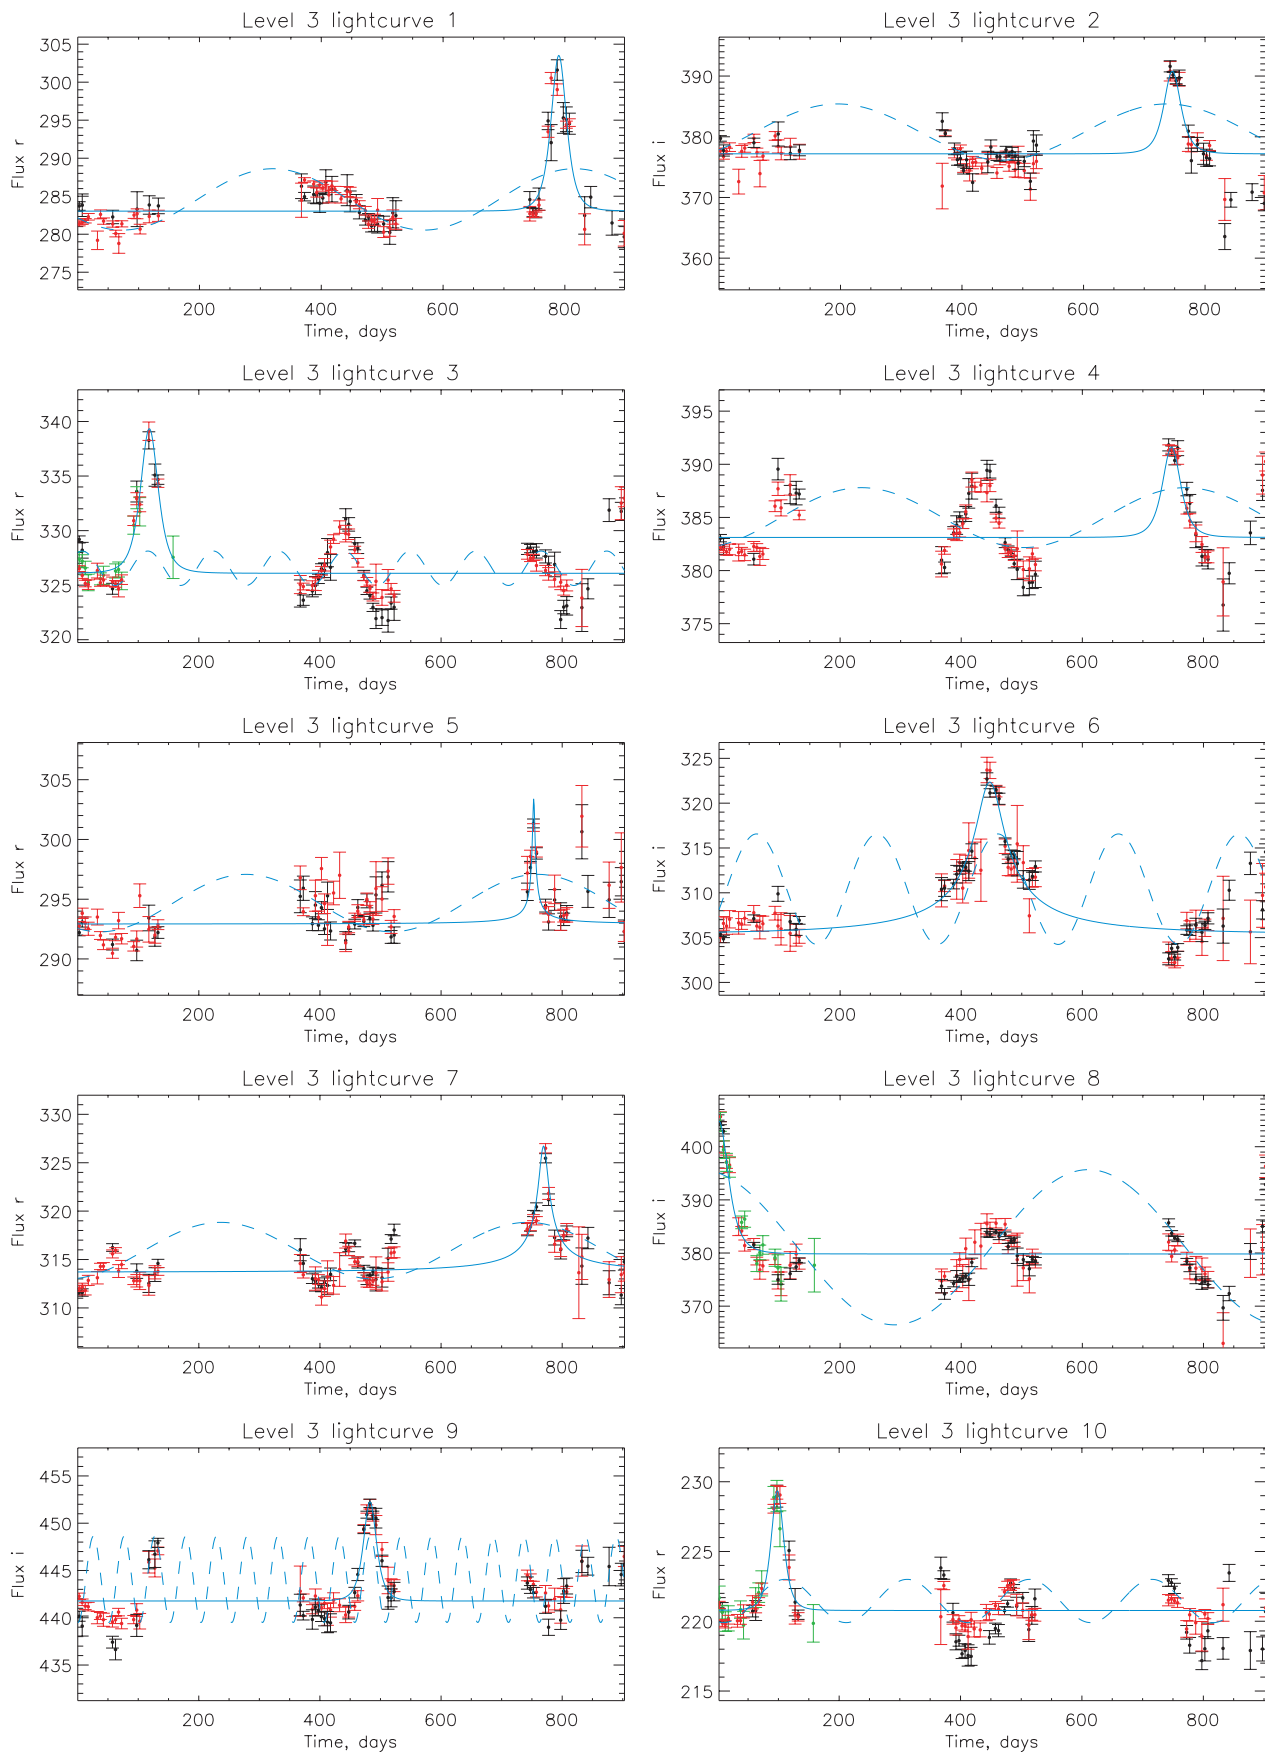 Level 3 lightcurve 1
Flux r
305
300
295
290
285
280
275
200 400 600 800
Time, days
Level 3 lightcurve 2
Flux i
390
380
370
360
200 400 600 800
Time, days
Level 3 lightcurve 3
Flux r
340
335
330
325
320
200 400 600 800
Time, days
Level 3 lightcurve 4
Flux r
395
390
385
380
375
200 400 600 800
Time, days
Level 3 lightcurve 5
Flux r
305
300
295
290
200 400 600 800
Time, days
Level 3 lightcurve 6
Flux i
325
320
315
310
305
300
200 400 600 800
Time, days
Level 3 lightcurve 7
Flux r
330
325
320
315
310
200 400 600 800
Time, days
Level 3 lightcurve 8
Flux i
400
390
380
370
200 400 600 800
Time, days
Level 3 lightcurve 9
Flux i
455
450
445
440
435
200 400 600 800
Time, days
Level 3 lightcurve 10
Flux r
230
225
220
215
200 400 600 800
Time, days